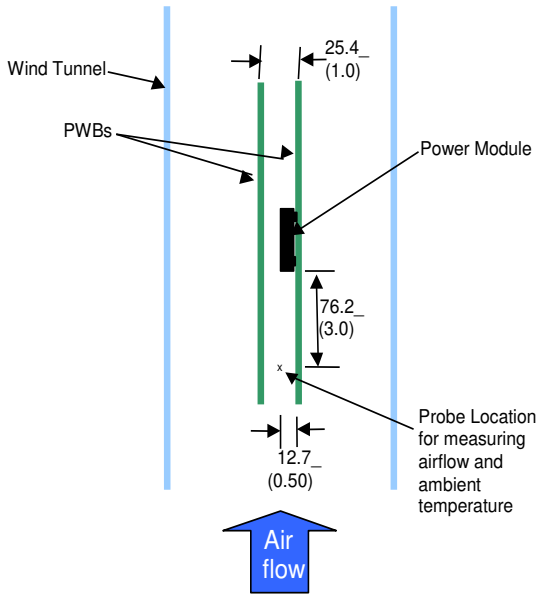 25.4_
(1.0)
Wind Tunnel
PWBs
Power Module
76.2_
(3.0)
x
Probe Location
for measuring
airflow and
ambient
temperature
12.7_
(0.50)
Air
flow